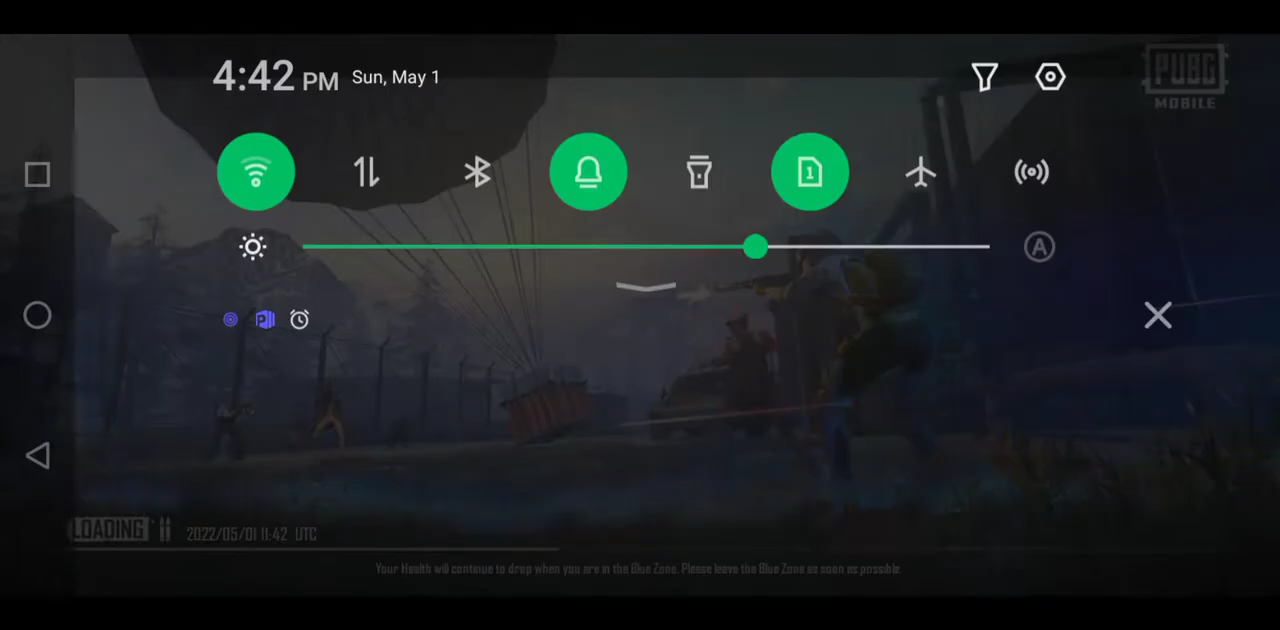 4:42 PM Sun, May 1
PUBG
MOBILE
1
A
LOADING 2022/05/01 11:42 UTC
Your Health will continue to drop when you are in the Blue Zone. Please leave the Blue Zone as soon as possible.